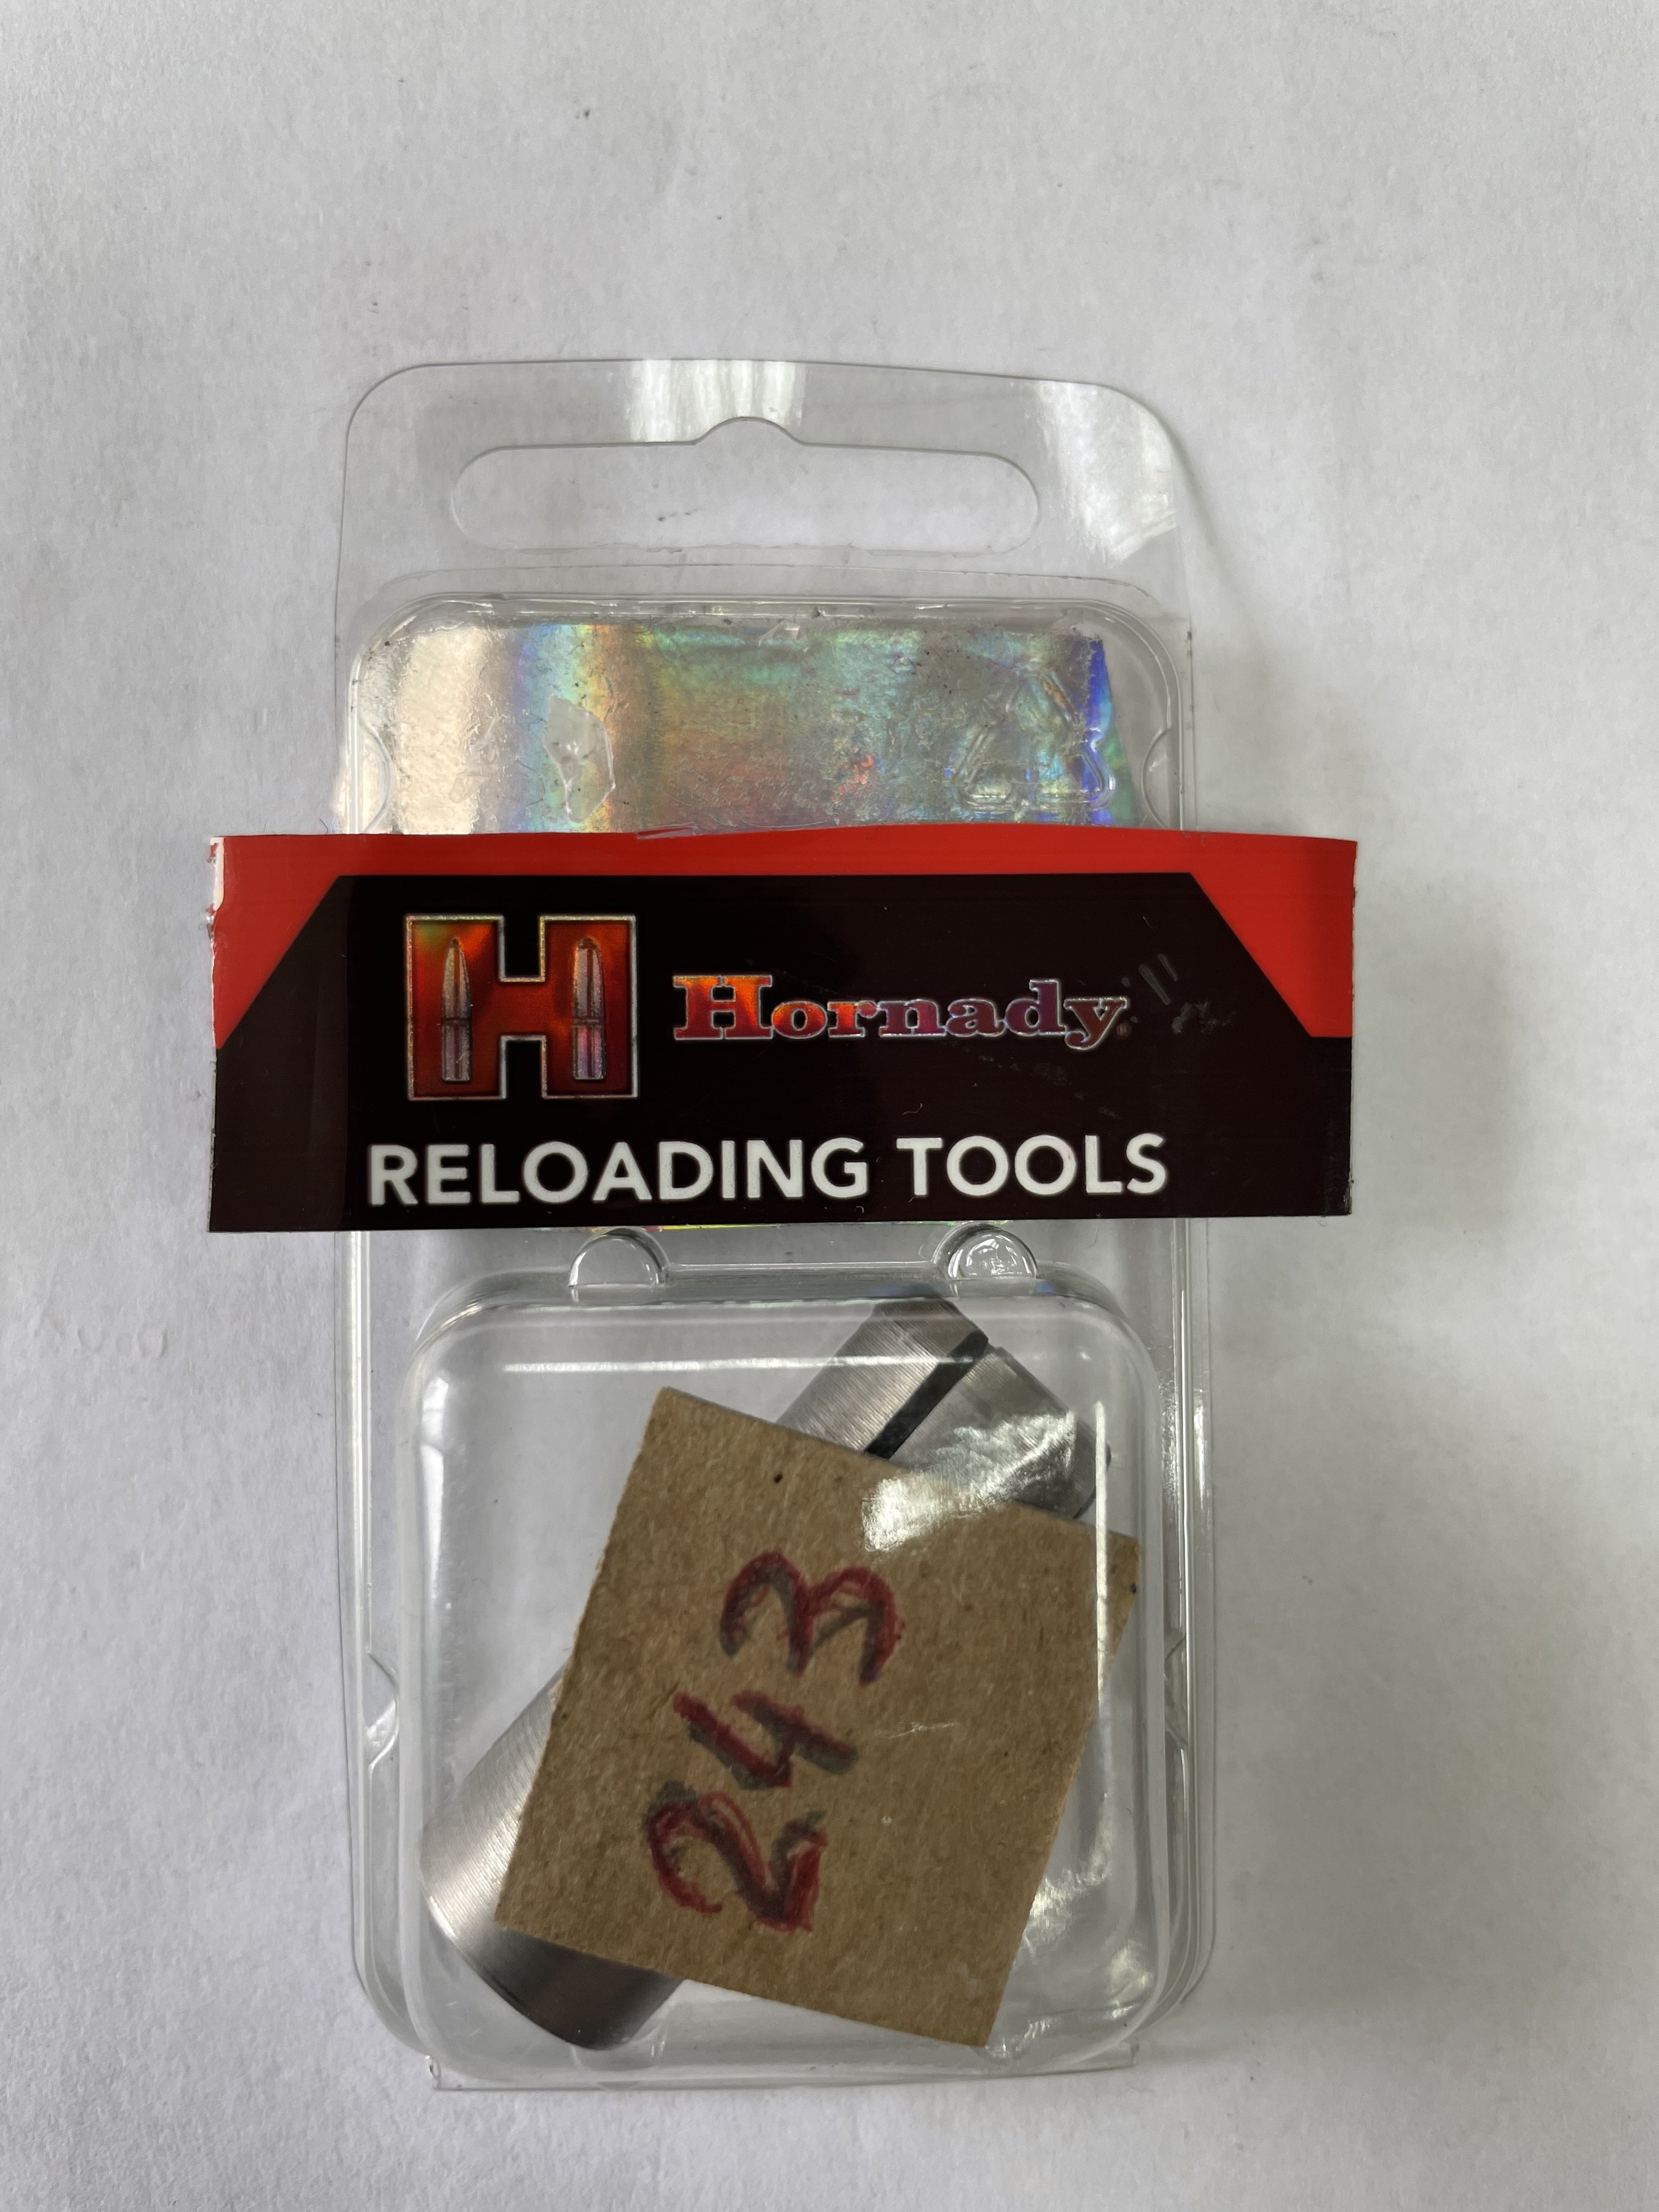 H Hornady
RELOADING TOOLS
243